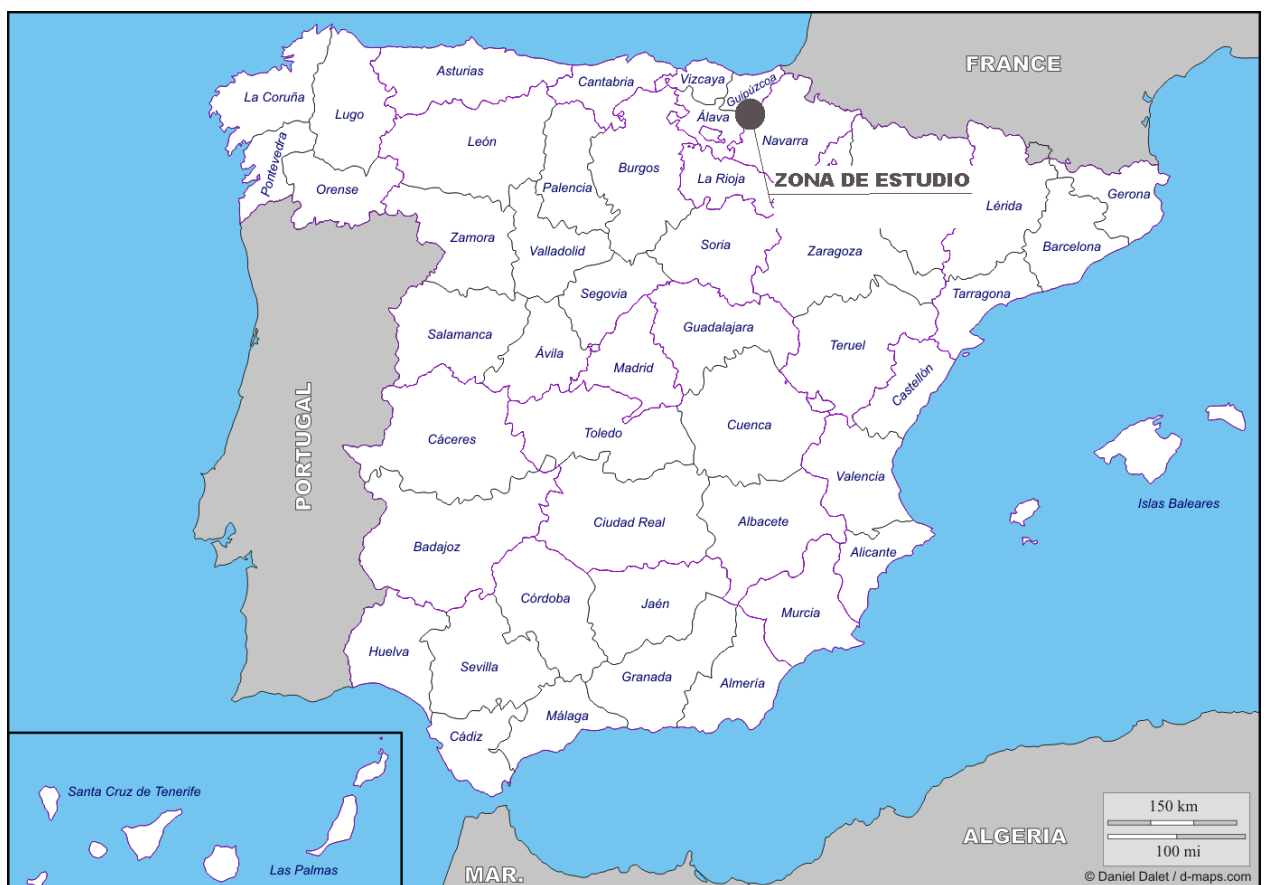 FRANCE
Asturias
Cantabria
Vizcaya
Guipúzcoa
La Coruña
Lugo
Álava
Navarra
León
Pontevedra
Orense
Palencia
Burgos
La Rioja
ZONA DE ESTUDIO
Lérida
Gerona
Zamora
Valladolid
Soria
Zaragoza
Barcelona
Segovia
Tarragona
Salamanca
Ávila
Madrid
Guadalajara
Teruel
Castellón
PORTUGAL
Cáceres
Toledo
Cuenca
Valencia
Islas Baleares
Badajoz
Ciudad Real
Albacete
Alicante
Córdoba
Jaén
Murcia
Huelva
Sevilla
Granada
Almería
Málaga
Cádiz
Santa Cruz de Tenerife
Las Palmas
MAR.
ALGERIA
150 km
100 mi
© Daniel Dalet / d-maps.com